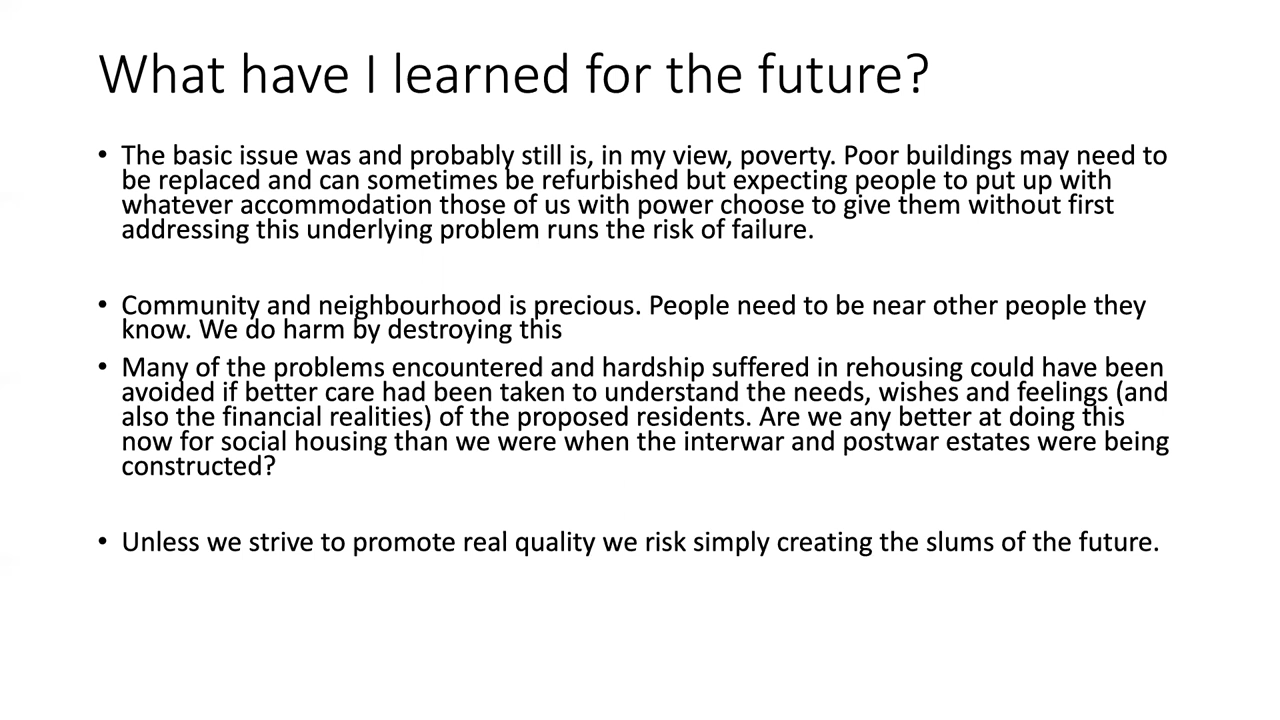 What have I learned for the future?
• The basic issue was and probably still is, in my view, poverty. Poor buildings may need to
be replaced and can sometimes be refurbished but expecting people to put up with
whatever accommodation those of us with power choose to give them without first
addressing this underlying problem runs the risk of failure.
• Community and neighbourhood is precious. People need to be near other people they
know. We do harm by destroying this
• Many of the problems encountered and hardship suffered in rehousing could have been
avoided if better care had been taken to understand the needs, wishes and feelings (and
also the financial realities) of the proposed residents. Are we any better at doing this
now for social housing than we were when the interwar and postwar estates were being
constructed?
• Unless we strive to promote real quality we risk simply creating the slums of the future.